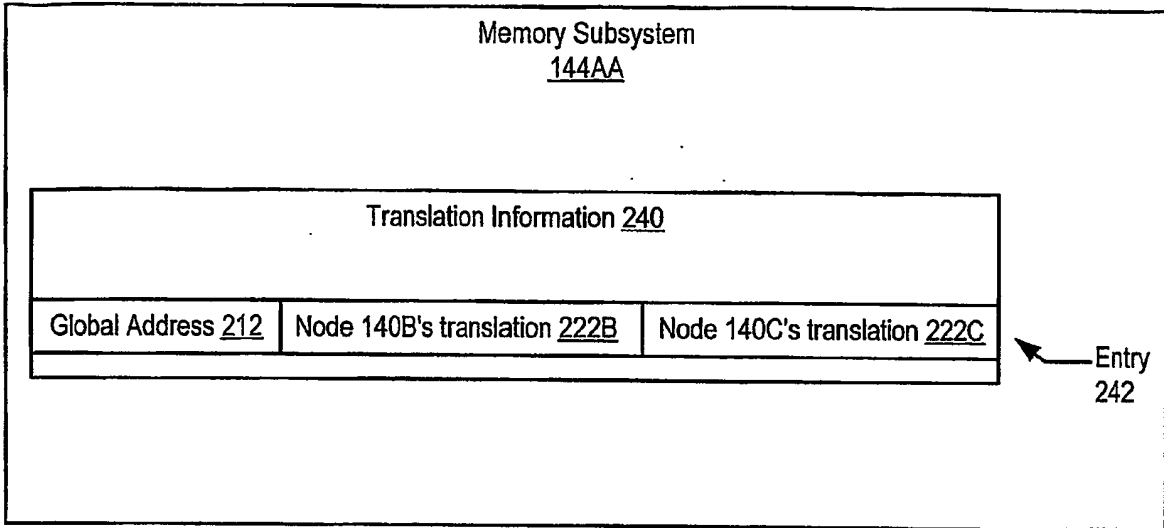 Memory Subsystem
144AA
Translation Information 240
Global Address 212
Node 140B's translation 222B
Node 140C's translation 222C
Entry
242